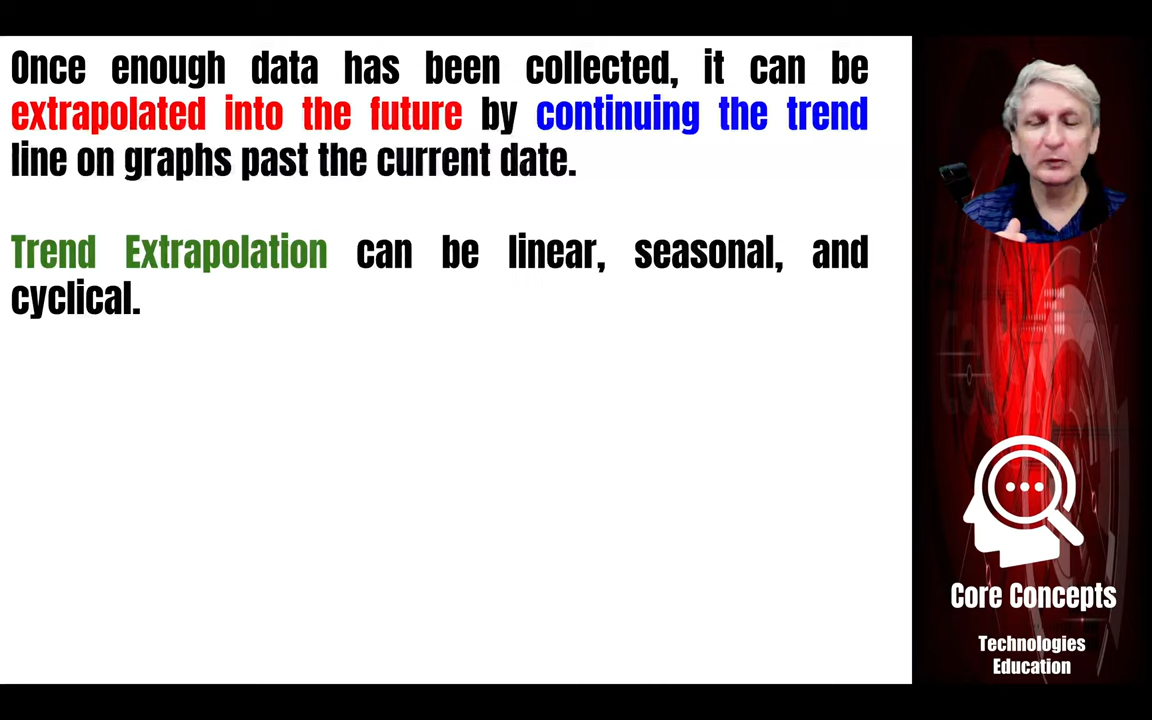 Once enough data has been collected, it can be
extrapolated into the future by continuing the trend
line on graphs past the current date.
Trend Extrapolation can be linear, seasonal, and
cyclical.
Core Concepts
Technologies
Education